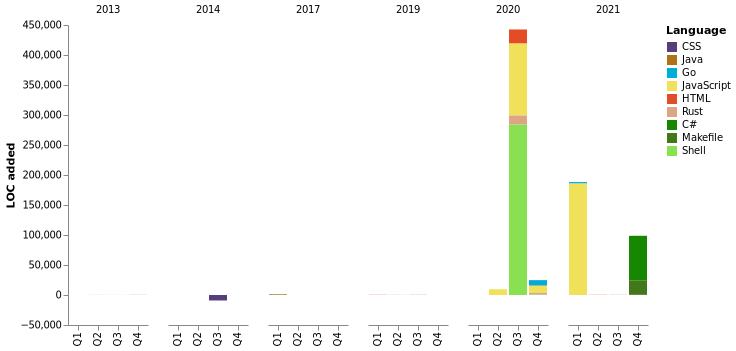 2013 2014 2017 2019 2020 2021
450,000
400,000
350,000
300,000
250,000
200,000
150,000
100,000
50,000
0
−50,000
LOC added
Q1 Q2 Q3 Q4 Q1 Q2 Q3 Q4 Q1 Q2 Q3 Q4 Q1 Q2 Q3 Q4 Q1 Q2 Q3 Q4 Q1 Q2 Q3 Q4
Language
CSS
Java
Go
JavaScript
HTML
Rust
C#
Makefile
Shell